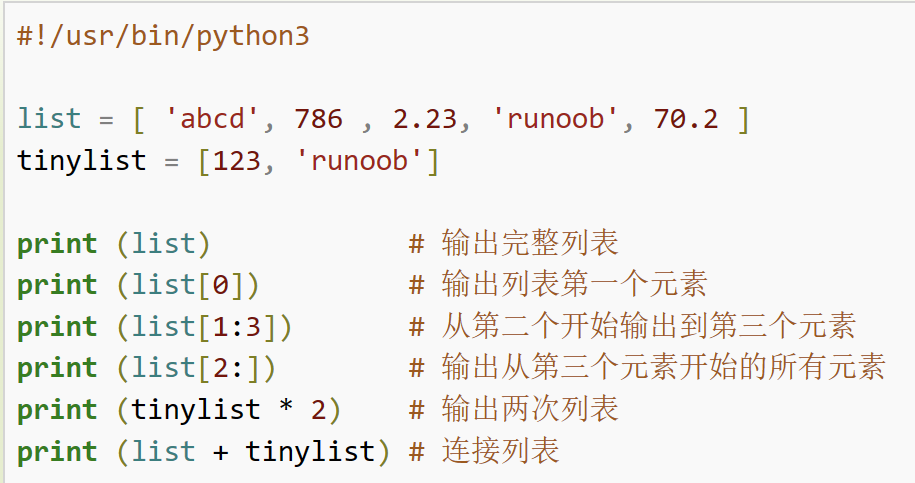 #!/usr/bin/python3
list = [ 'abcd', 786 , 2.23, 'runoob', 70.2 ]
tinylist = [123, 'runoob']
print (list) # 输出完整列表
print (list[0]) # 输出列表第一个元素
print (list[1:3]) # 从第二个开始输出到第三个元素
print (list[2:]) # 输出从第三个元素开始的所有元素
print (tinylist * 2) # 输出两次列表
print (list + tinylist) # 连接列表